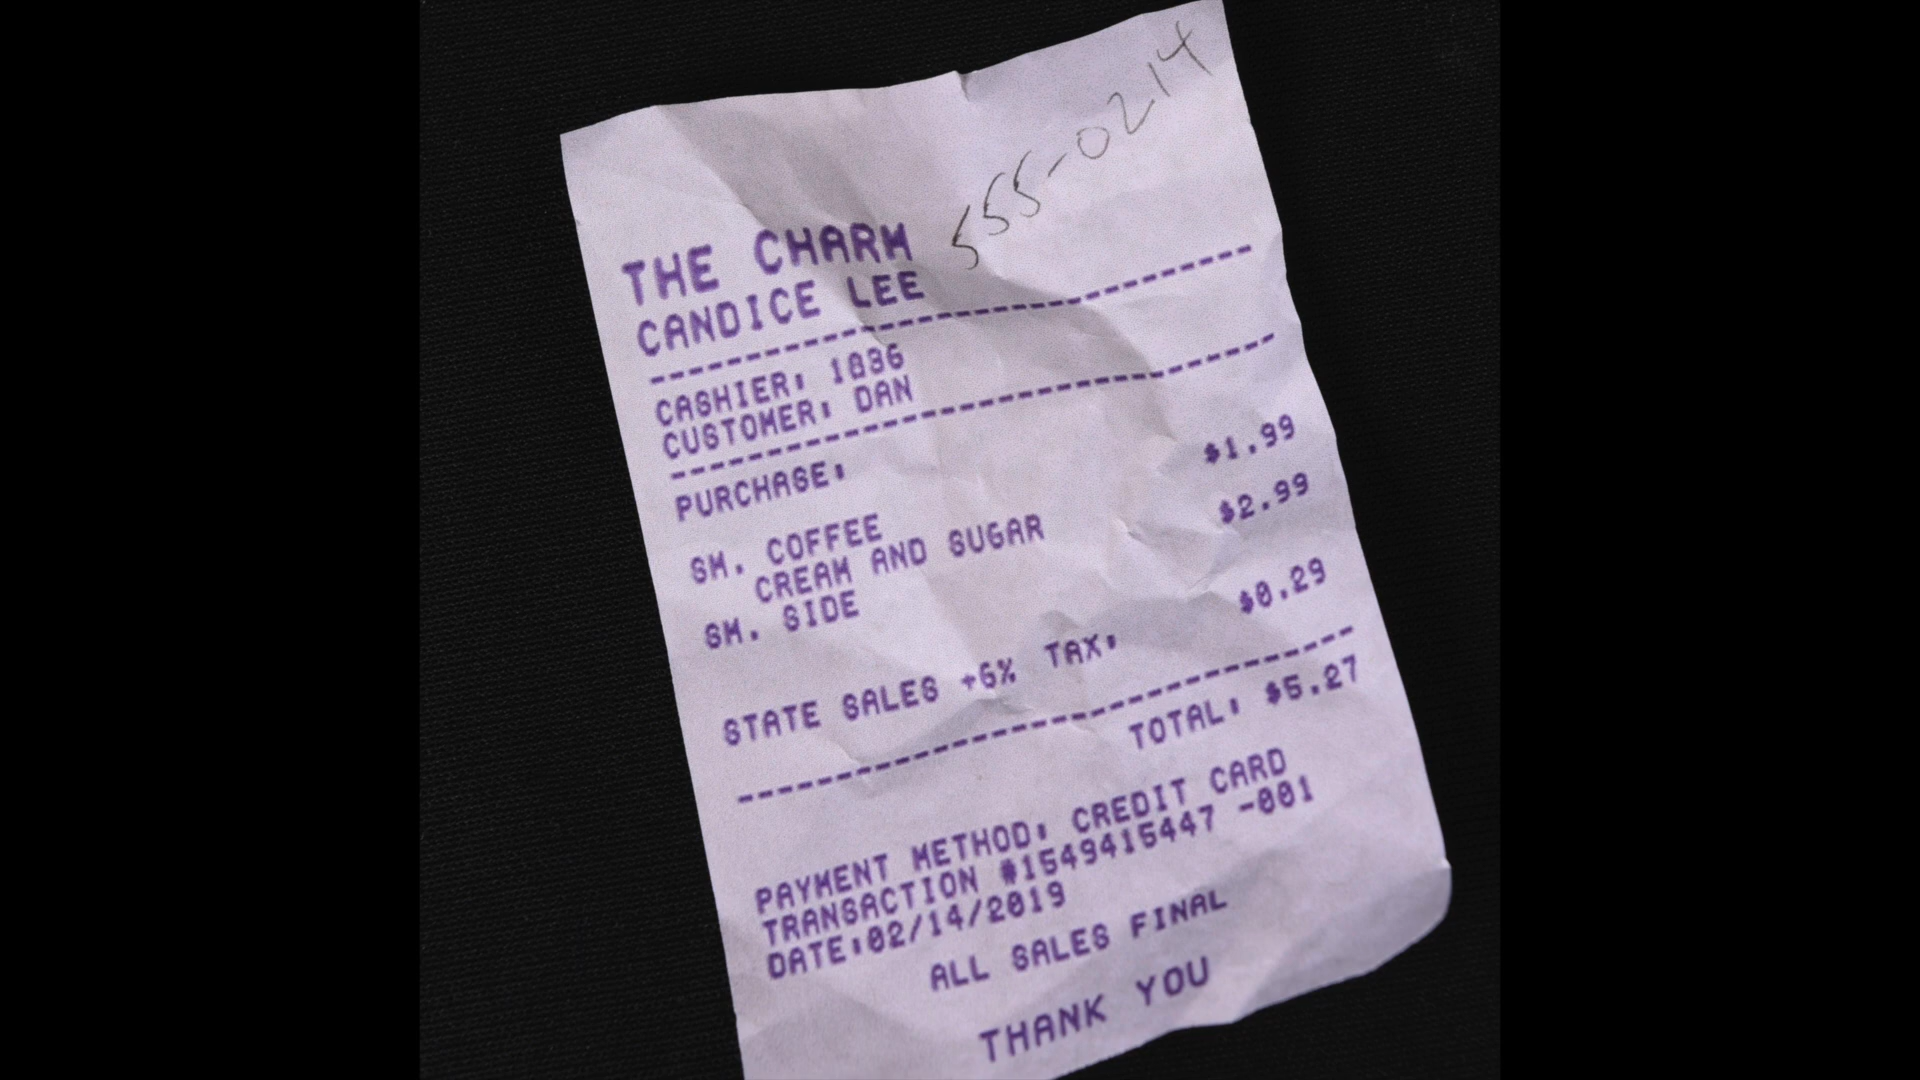 555-0214
THE CHARM
CANDICE LEE
--------------------------------
CASHIER: 1836
CUSTOMER: DAN
--------------------------------
PURCHASE:
$1.99
SM. COFFEE
$2.99
CREAM AND SUGAR
SM. SIDE
$0.29
STATE SALES +6% TAX:
--------------------------------
TOTAL: $5.27
PAYMENT METHOD: CREDIT CARD
TRANSACTION #1549415447 -001
DATE:02/14/2019
ALL SALES FINAL
THANK YOU